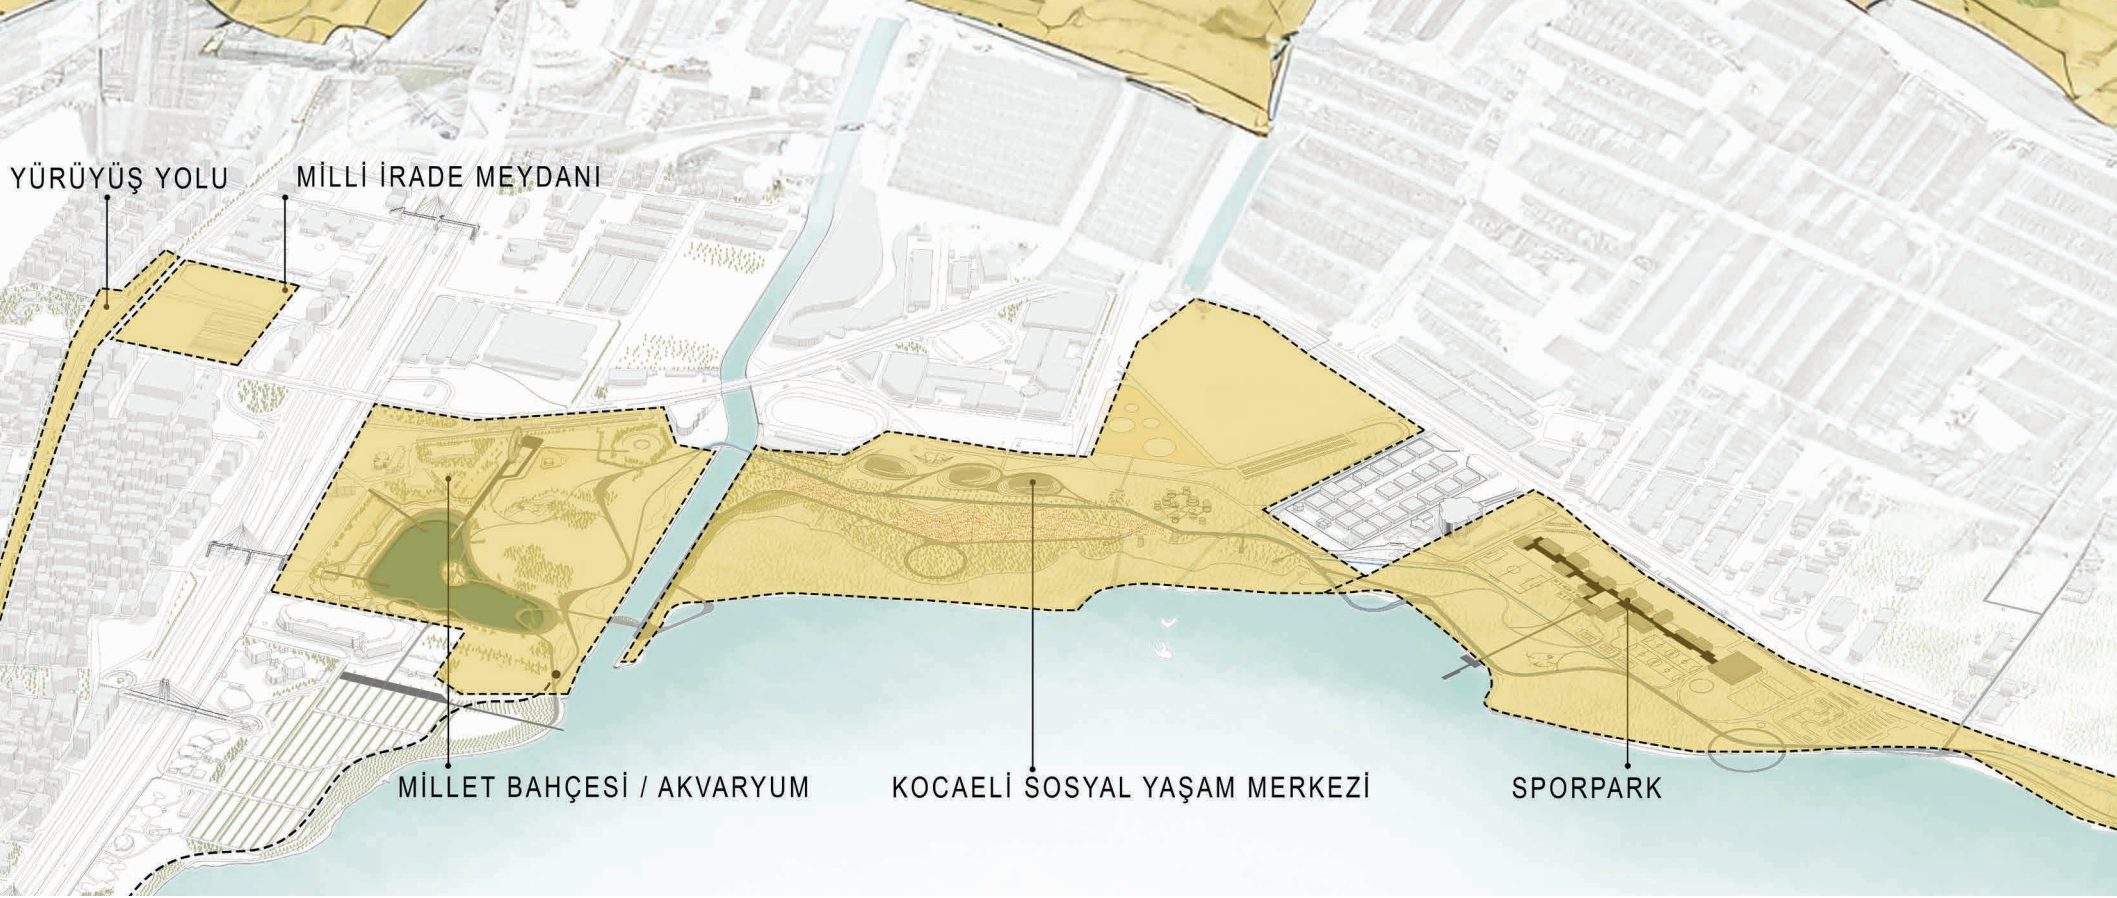 YÜRÜYÜŞ YOLU
MİLLİ İRADE MEYDANI
MİLLET BAHÇESİ / AKVARYUM
KOCAELİ SOSYAL YAŞAM MERKEZİ
SPORPARK